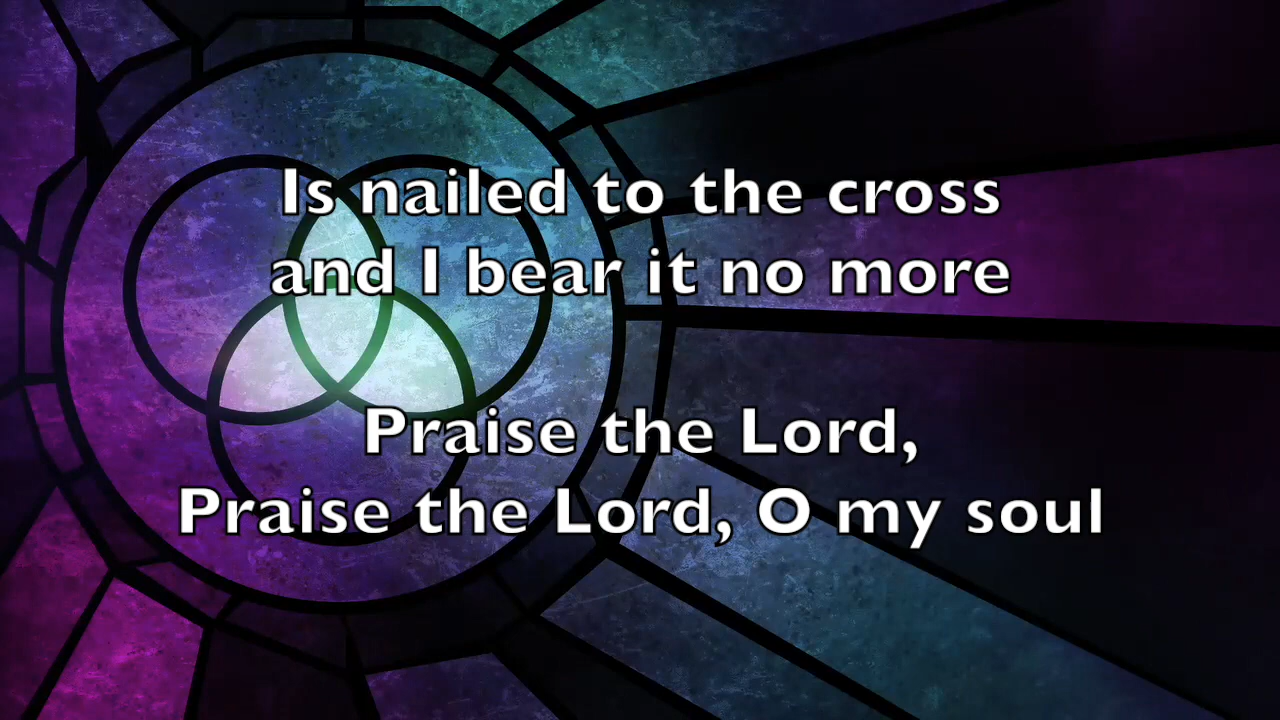 Is nailed to the cross
and I bear it no more
Praise the Lord,
Praise the Lord, O my soul